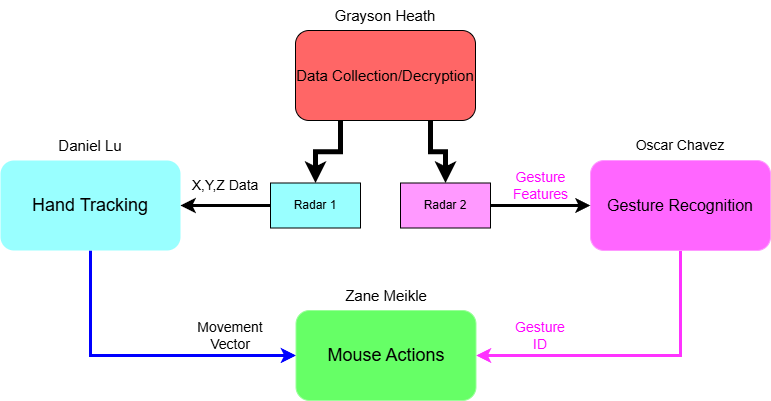 Grayson Heath
Data Collection/Decryption
Daniel Lu
Oscar Chavez
Hand Tracking
X,Y,Z Data
Radar 1
Radar 2
Gesture
Features
Gesture Recognition
Zane Meikle
Movement
Vector
Mouse Actions
Gesture
ID